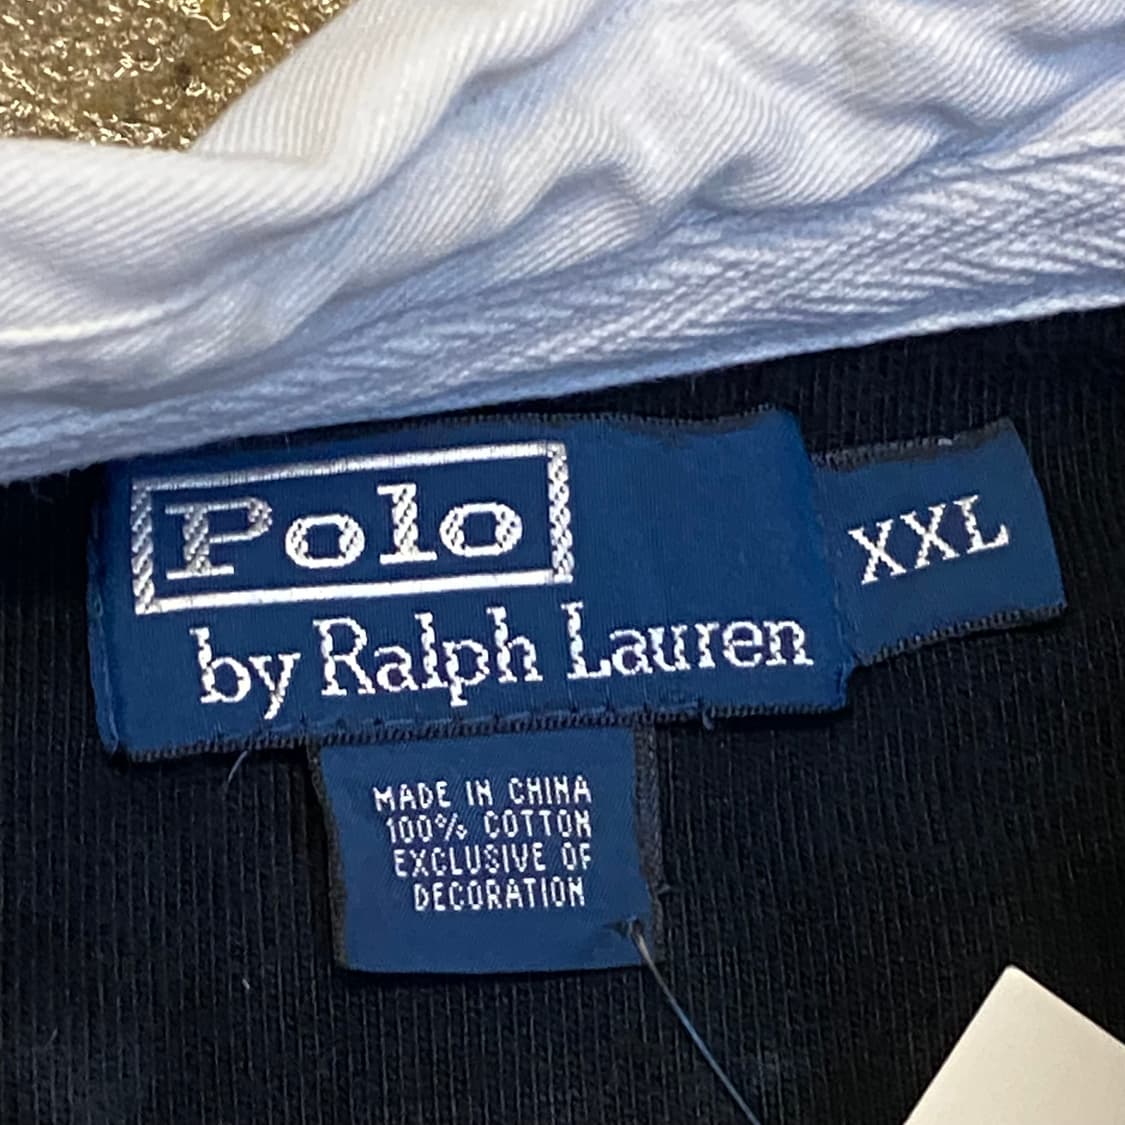 Polo
by Ralph Lauren
XXL
MADE IN CHINA
100% COTTON
EXCLUSIVE OF
DECORATION